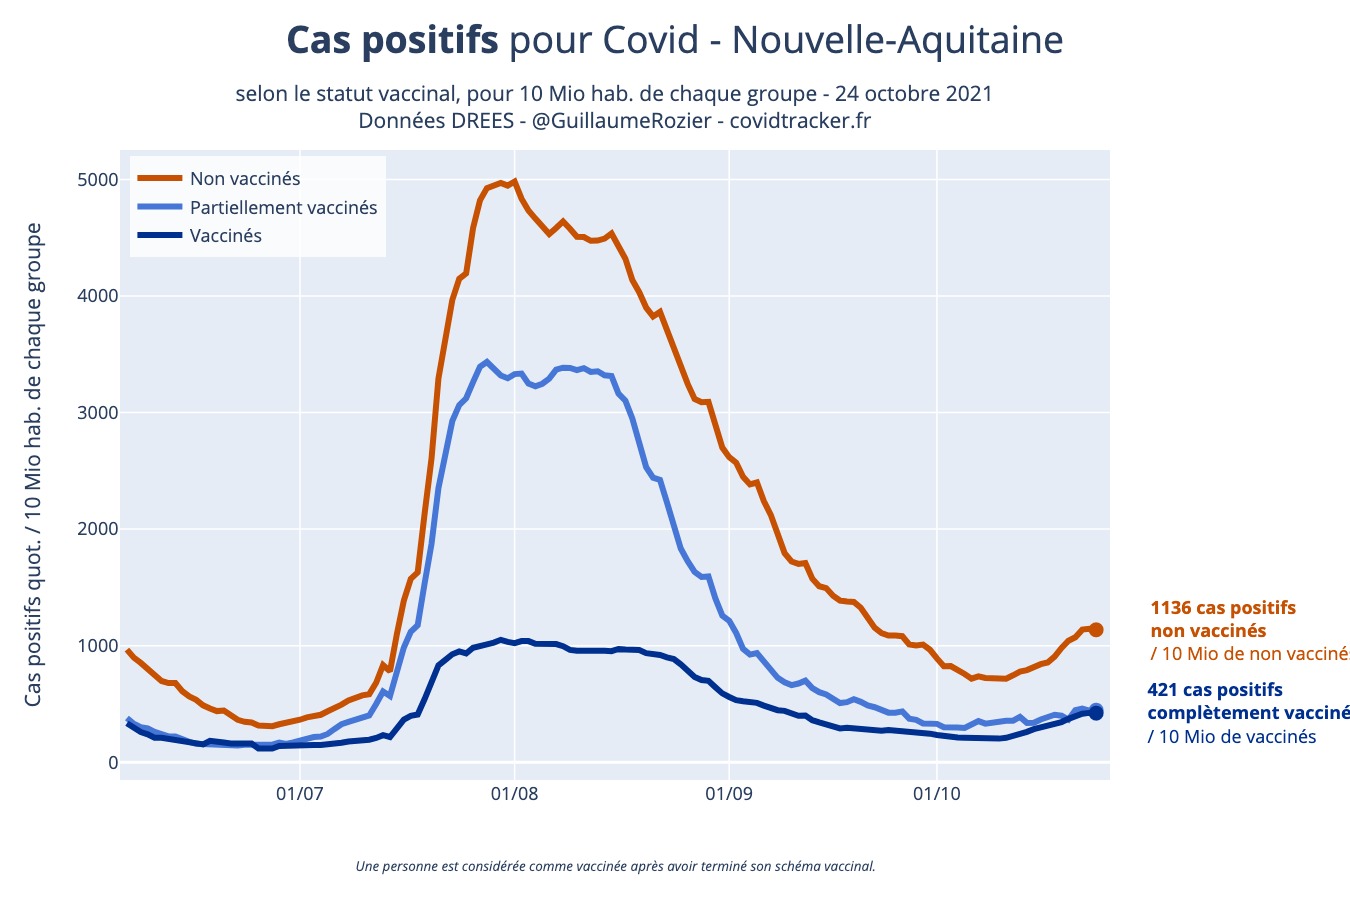 Cas positifs pour Covid - Nouvelle-Aquitaine
selon le statut vaccinal, pour 10 Mio hab. de chaque groupe - 24 octobre 2021
Données DREES - @GuillaumeRozier - covidtracker.fr
Cas positifs quot. / 10 Mio hab. de chaque groupe
5000
4000
3000
2000
1000
0
Non vaccinés
Partiellement vaccinés
Vaccinés
1136 cas positifs
non vaccinés
/ 10 Mio de non vaccinés
421 cas positifs
complètement vacciné
/ 10 Mio de vaccinés
01/07
01/08
01/09
01/10
Une personne est considérée comme vaccinée après avoir terminé son schéma vaccinal.